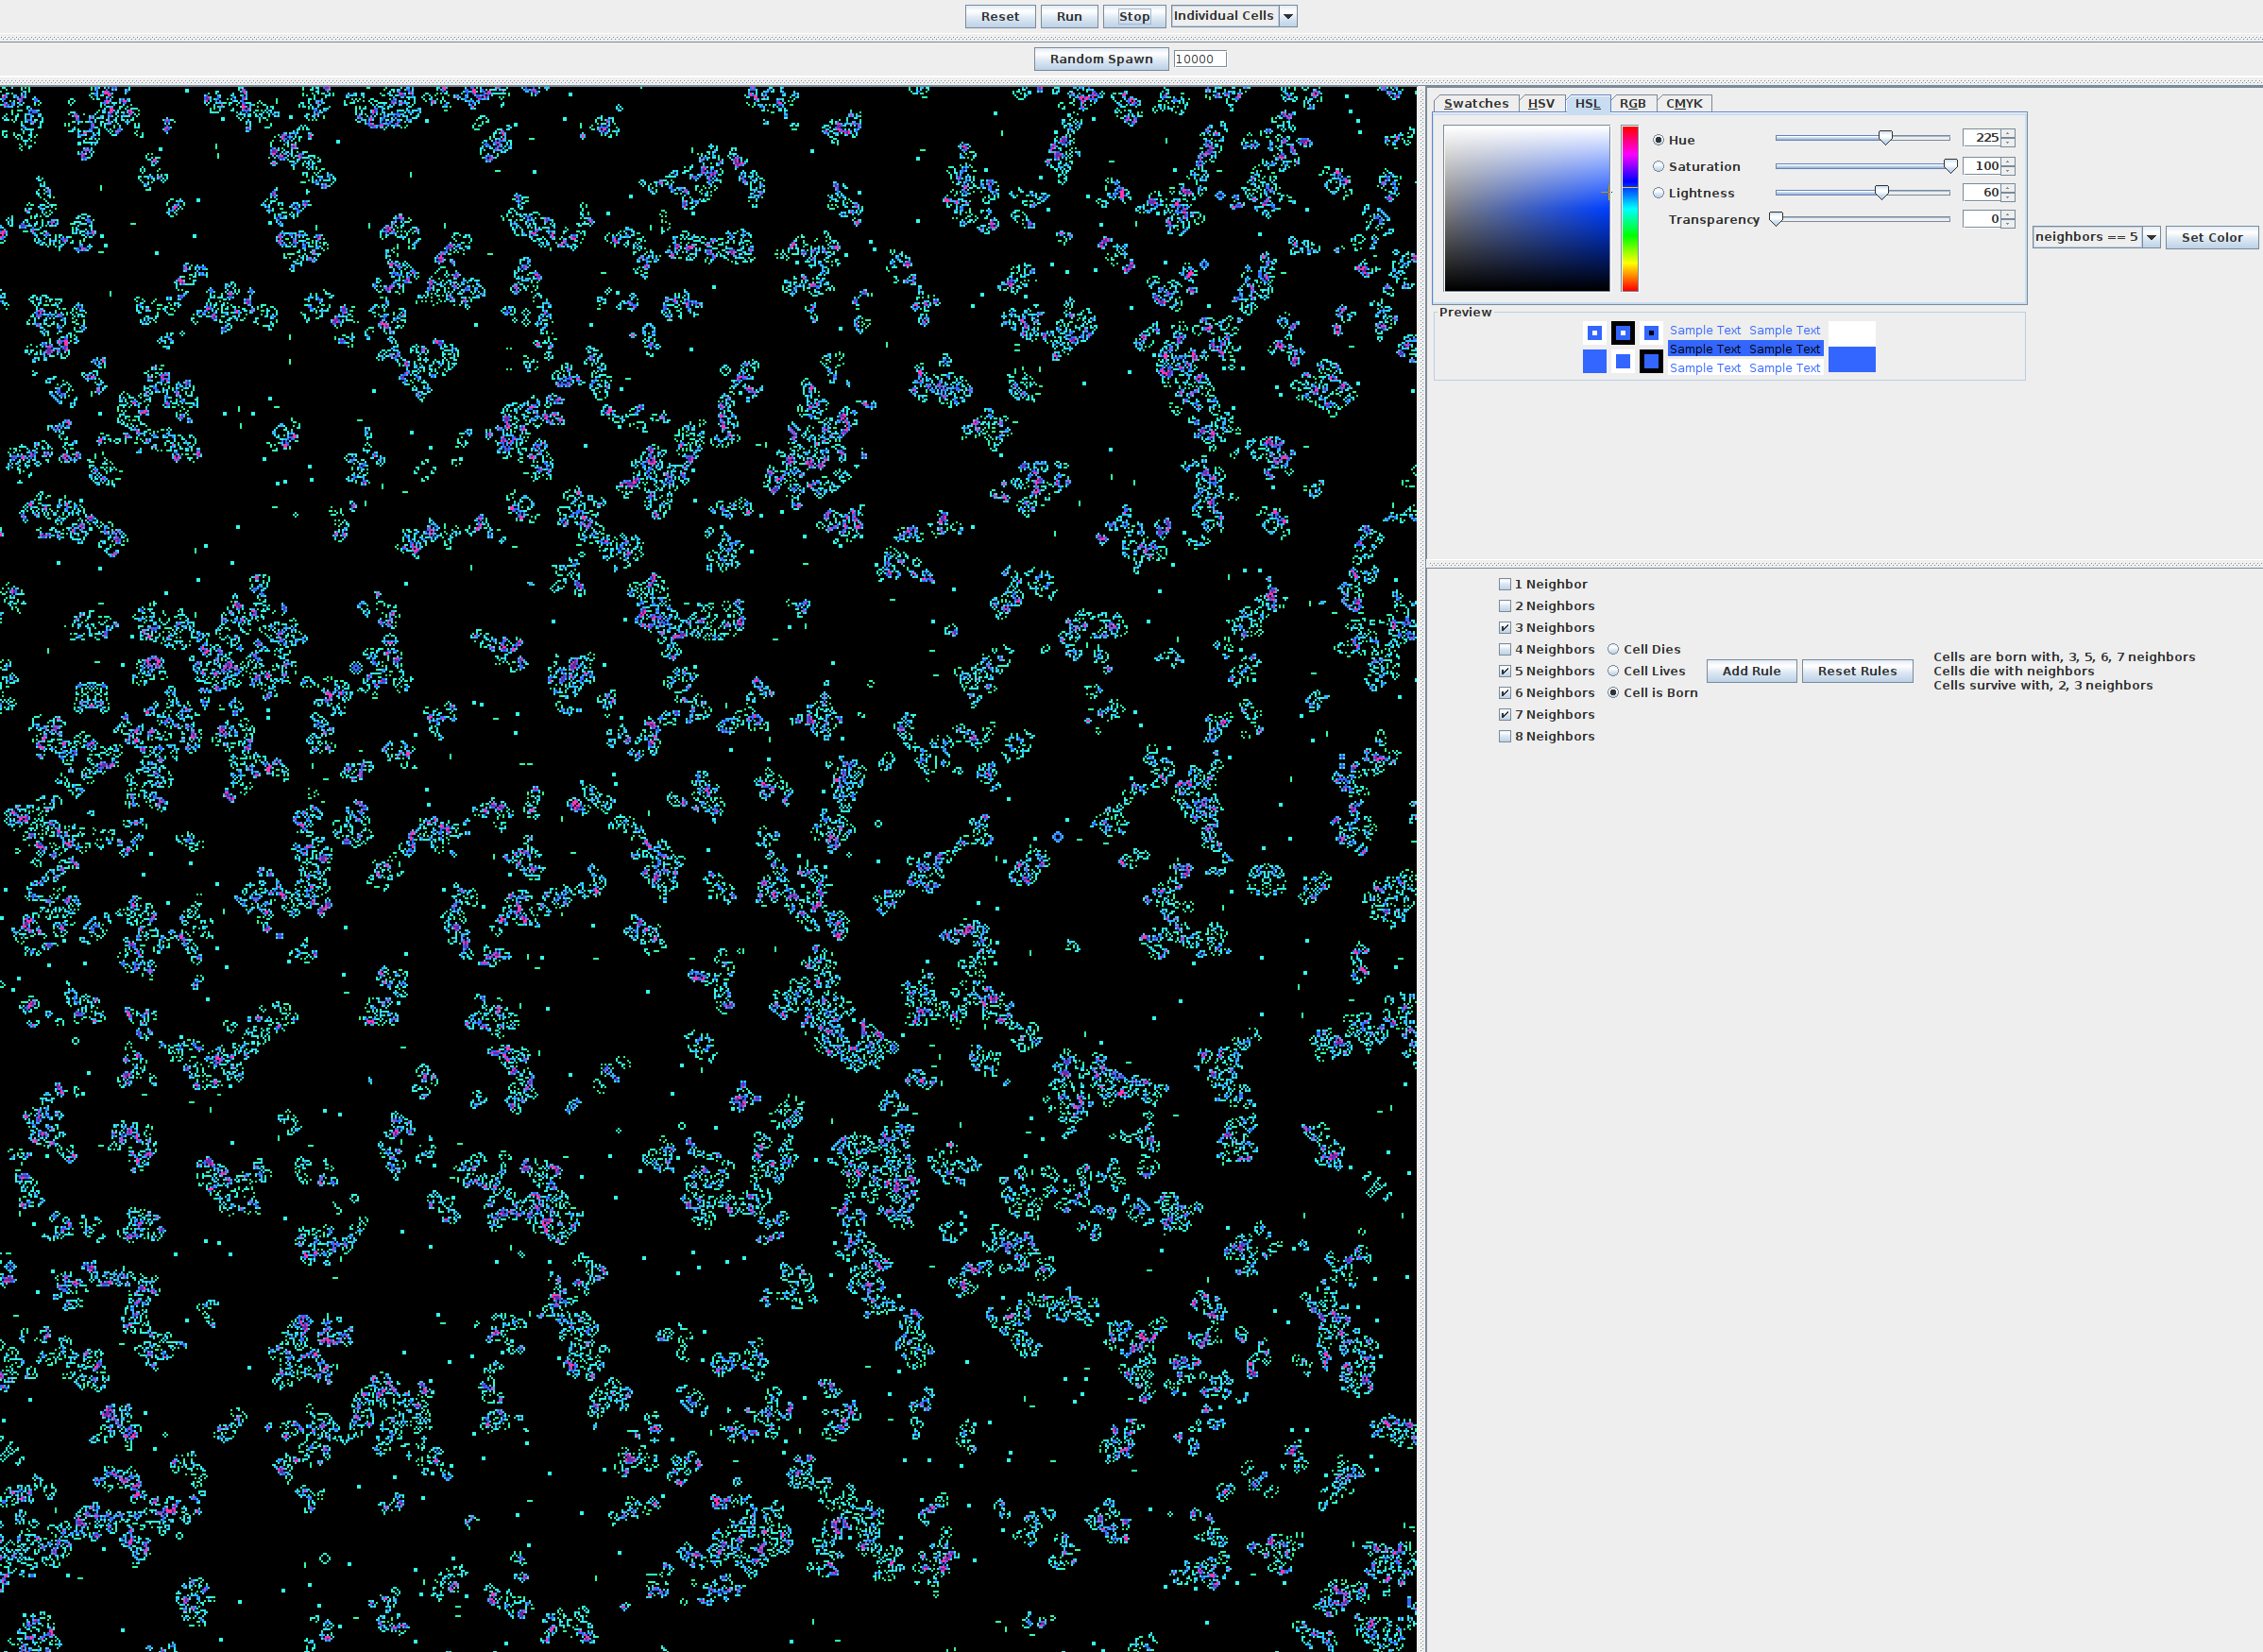 Reset Run Stop Individual Cells
Random Spawn 10000
Swatches HSV HSL RGB CMYK
Hue 225
Saturation 100
Lightness 60
Transparency 0
neighbors == 5 Set Color
Preview
Sample Text Sample Text
Sample Text Sample Text
Sample Text Sample Text
1 Neighbor
2 Neighbors
3 Neighbors
4 Neighbors
5 Neighbors
6 Neighbors
7 Neighbors
8 Neighbors
Cell Dies
Cell Lives
Cell is Born
Add Rule Reset Rules
Cells are born with, 3, 5, 6, 7 neighbors
Cells die with neighbors
Cells survive with, 2, 3 neighbors